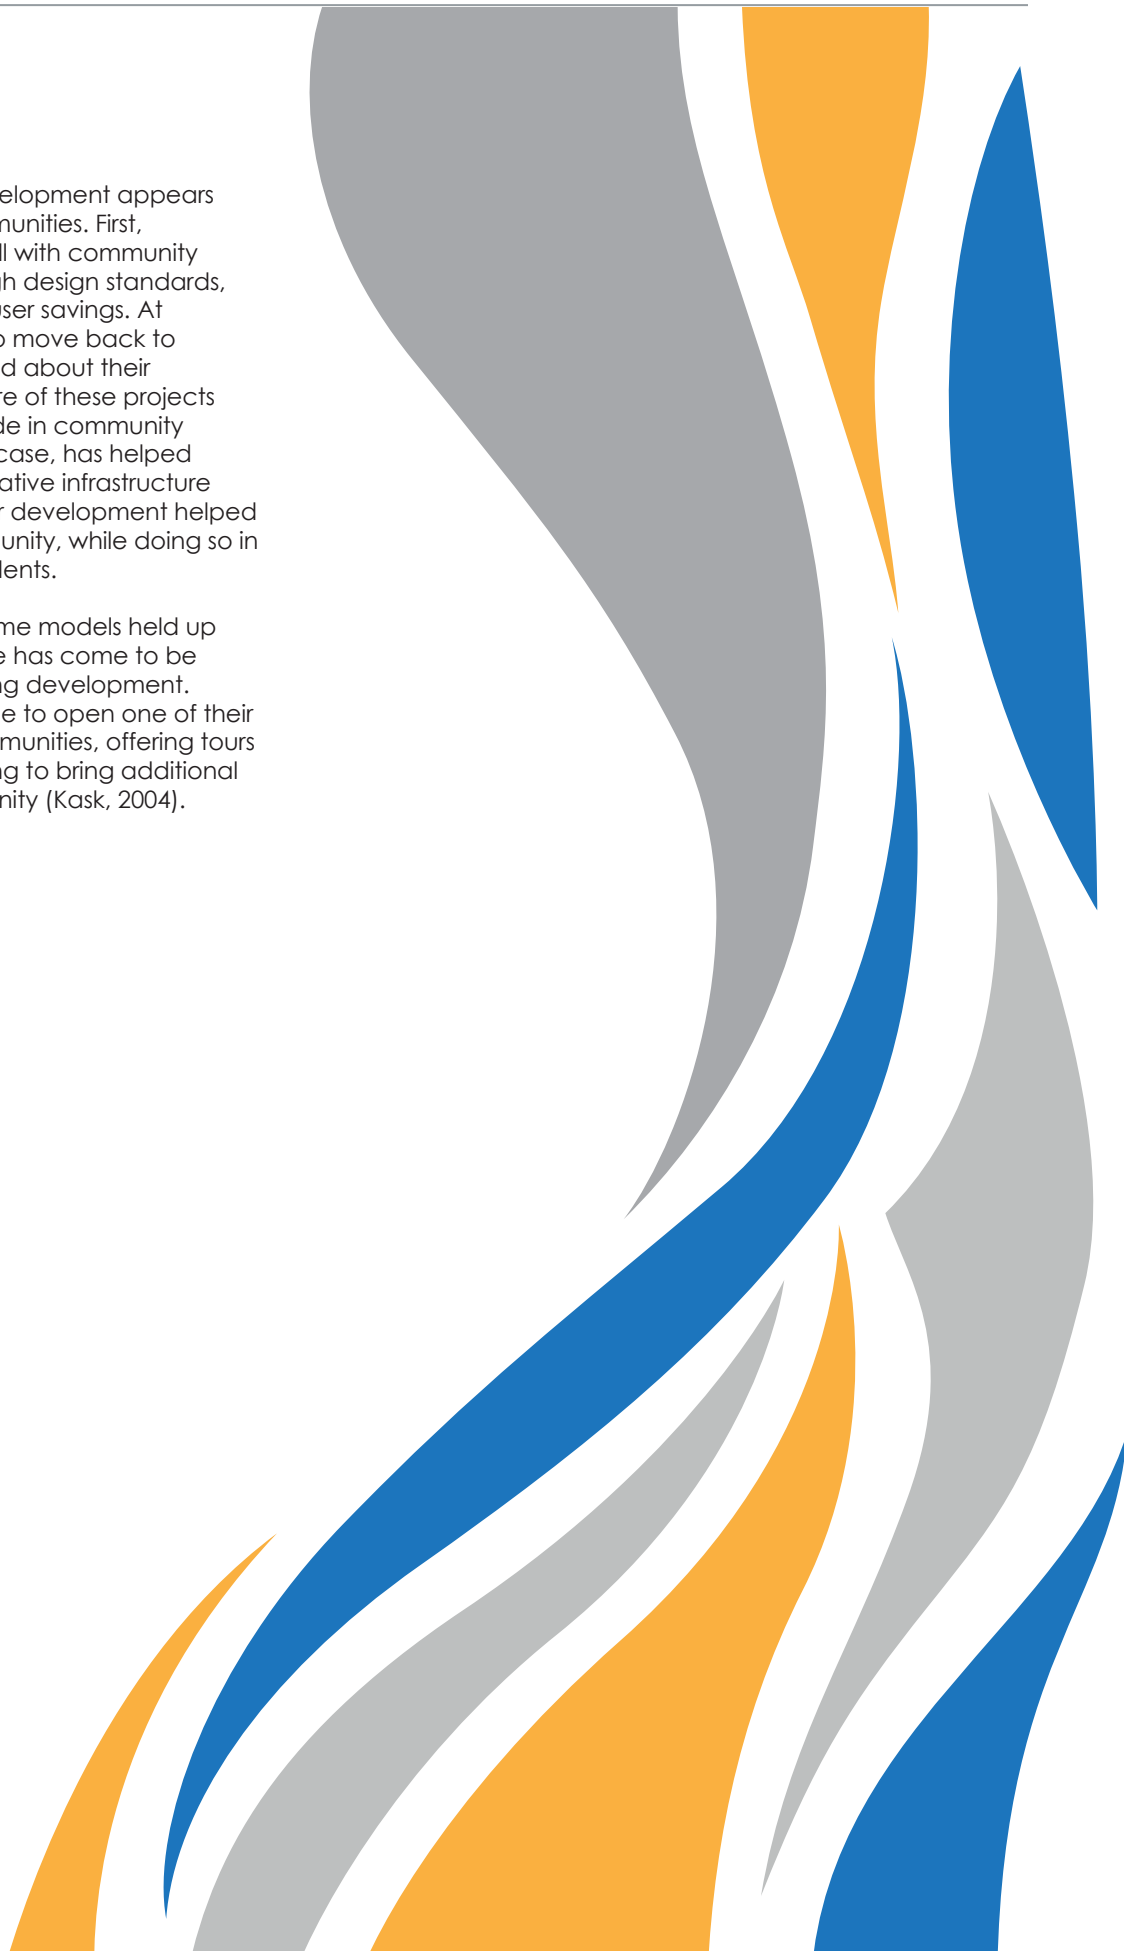 elopment appears
munities. First,
ll with community
gh design standards,
user savings. At
o move back to
d about their
re of these projects
de in community
case, has helped
ative infrastructure
r development helped
unity, while doing so in
dents.
me models held up
e has come to be
ng development.
e to open one of their
mmunities, offering tours
ng to bring additional
nity (Kask, 2004).